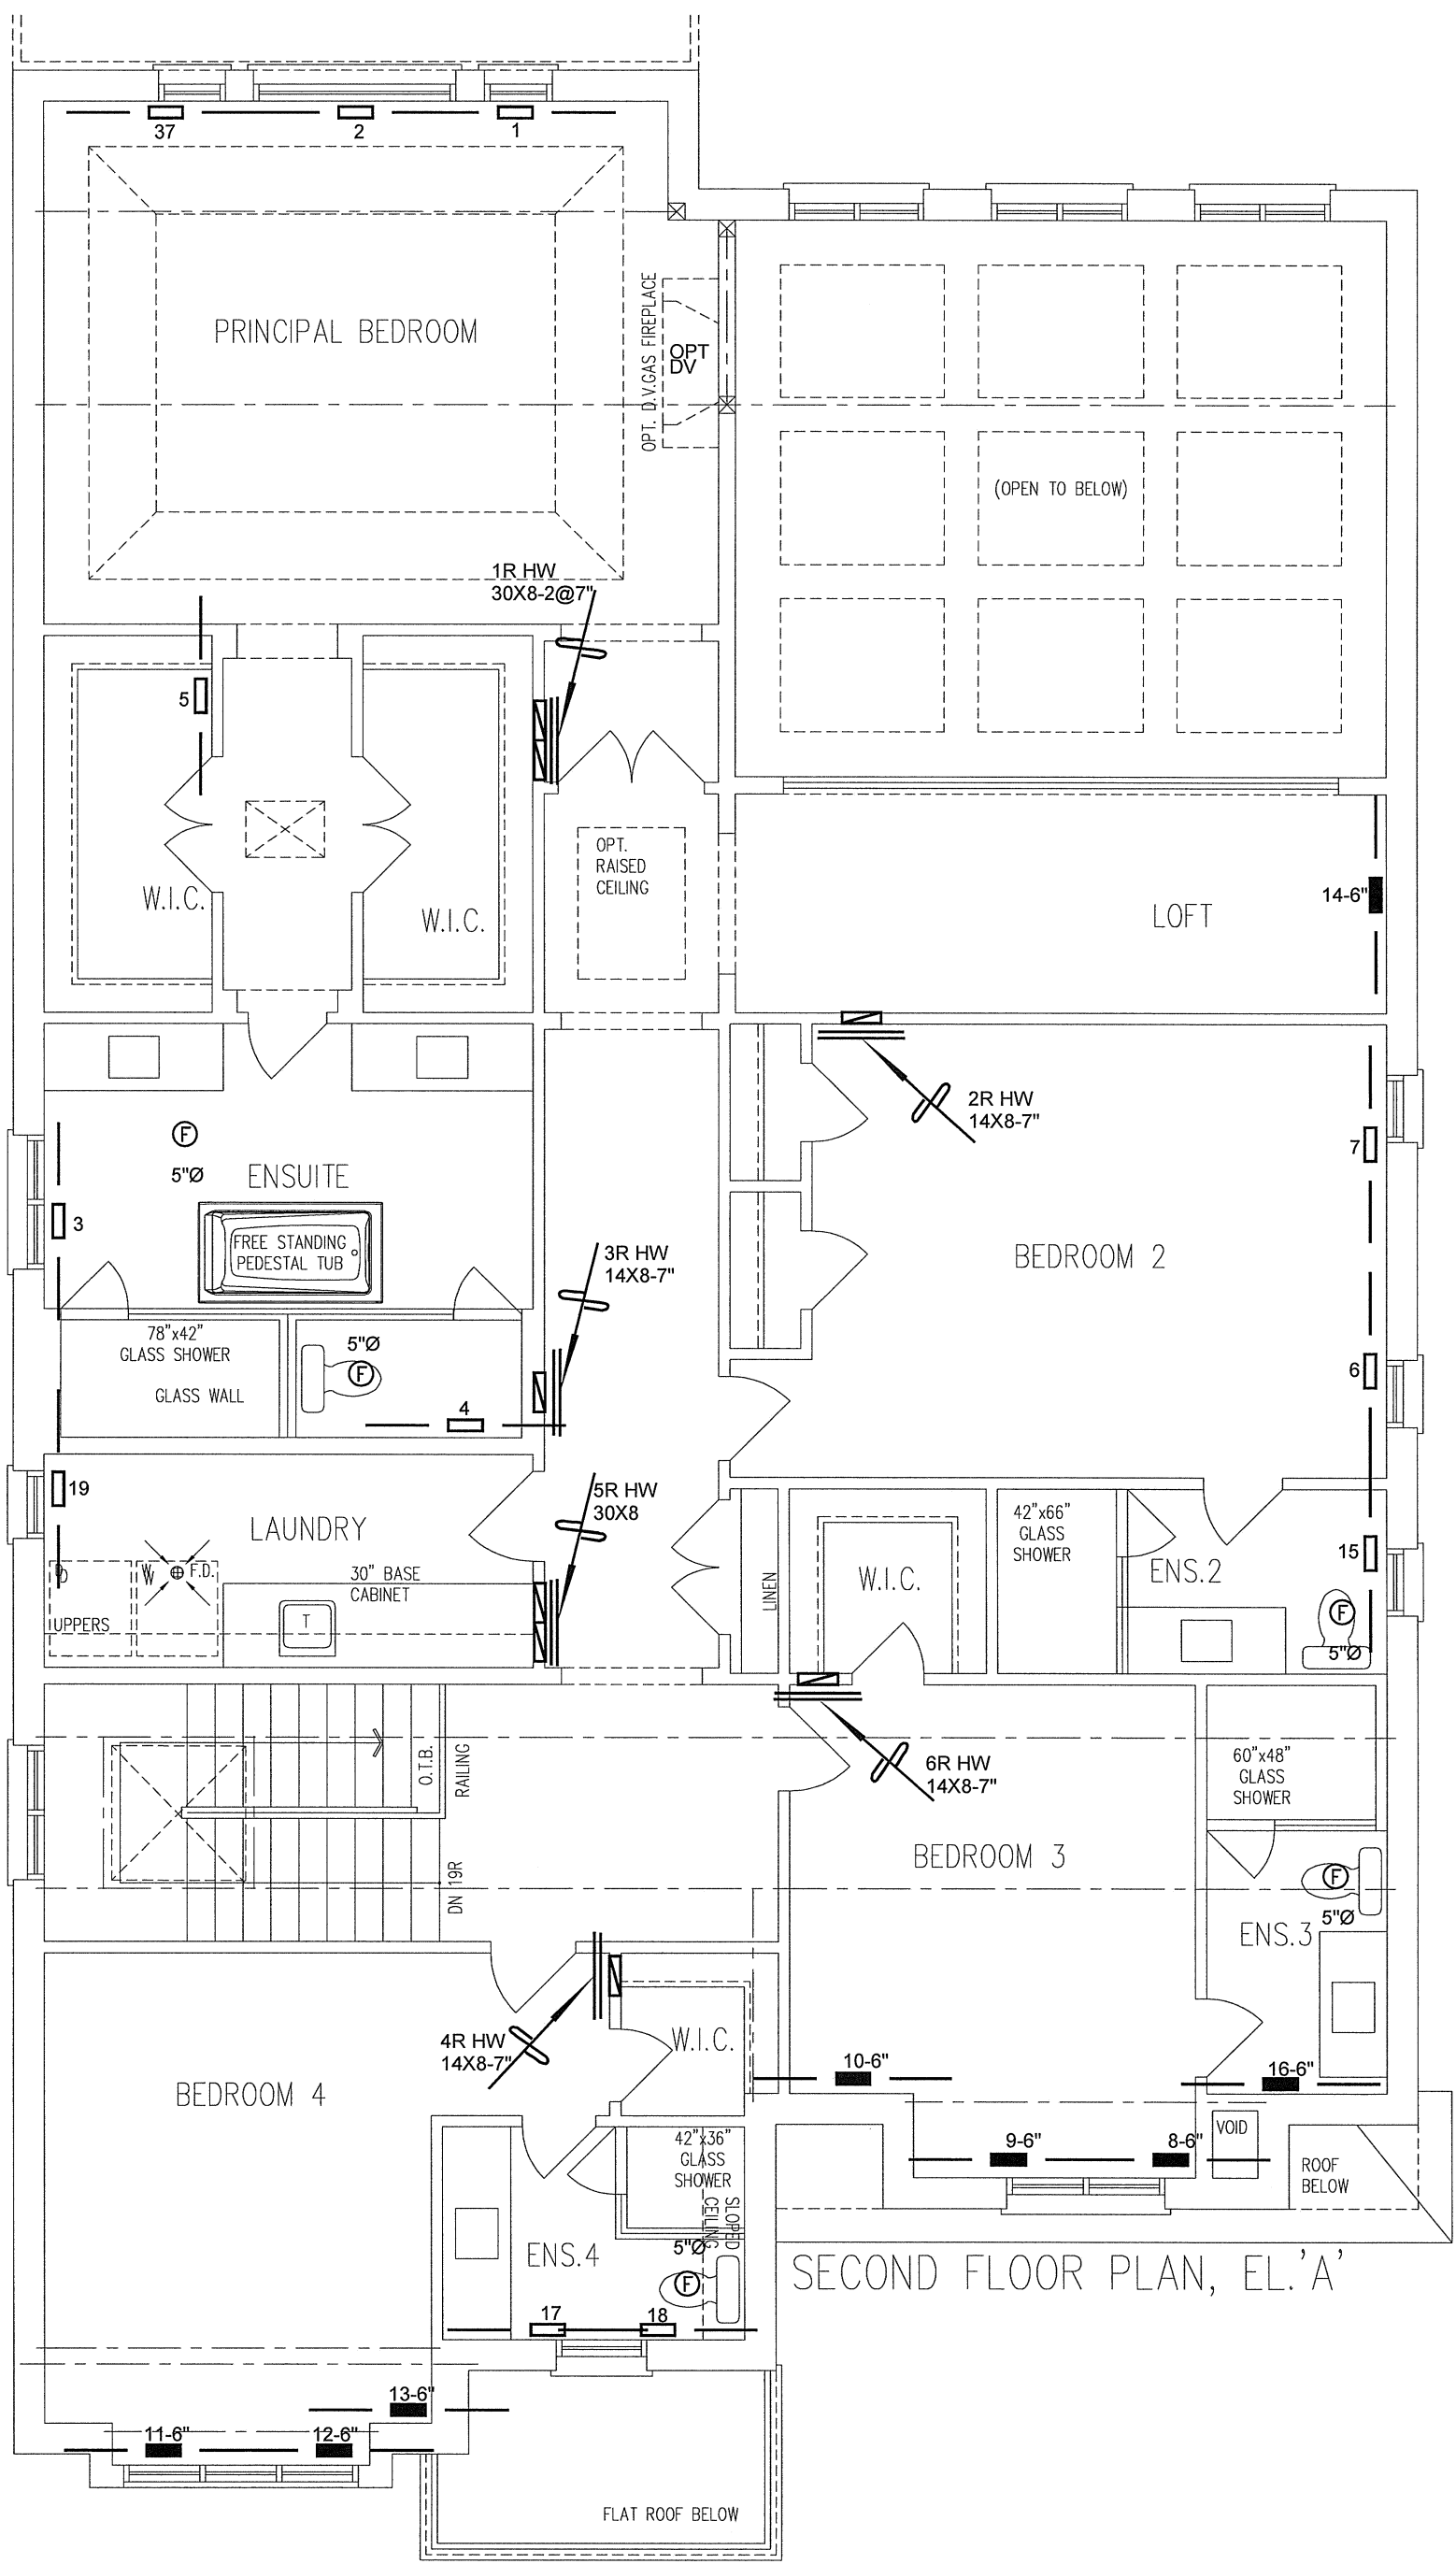 37
2
1
PRINCIPAL BEDROOM
OPT. D.V.GAS FIREPLACE
OPT
DV
(OPEN TO BELOW)
1R HW
30X8-2@7"
5
W.I.C.
W.I.C.
OPT.
RAISED
CEILING
LOFT
14-6"
2R HW
14X8-7"
7
F
5"Ø
ENSUITE
3
FREE STANDING
PEDESTAL TUB
3R HW
14X8-7"
BEDROOM 2
78"x42"
GLASS SHOWER
GLASS WALL
5"Ø
F
4
6
19
LAUNDRY
5R HW
30X8
D
D
W
W
F.D.
30" BASE
CABINET
UPPERS
T
LINEN
W.I.C.
42"x66"
GLASS
SHOWER
ENS.2
15
F
5"Ø
O.T.B.
RAILING
DN 19R
6R HW
14X8-7"
60"x48"
GLASS
SHOWER
BEDROOM 3
F
5"Ø
ENS.3
4R HW
14X8-7"
W.I.C.
BEDROOM 4
10-6"
16-6"
9-6"
8-6"
VOID
ROOF
BELOW
42"x36"
GLASS
SHOWER
SLOPED
CEILING
ENS.4
5"Ø
F
17
18
SECOND FLOOR PLAN, EL.'A'
13-6"
11-6"
12-6"
FLAT ROOF BELOW